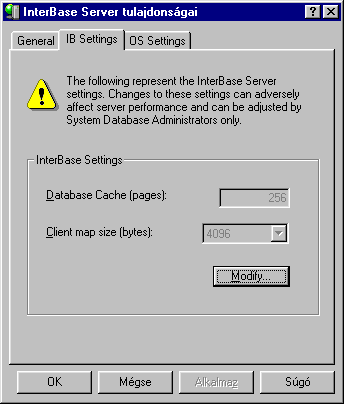 InterBase Server tulajdonságai
General IB Settings OS Settings
The following represent the InterBase Server
settings. Changes to these settings can adversely
affect server performance and can be adjusted by
System Database Administrators only.
InterBase Settings
Database Cache (pages): 256
Client map size (bytes): 4096
Modify...
OK Mégse Alkalmaz Súgó